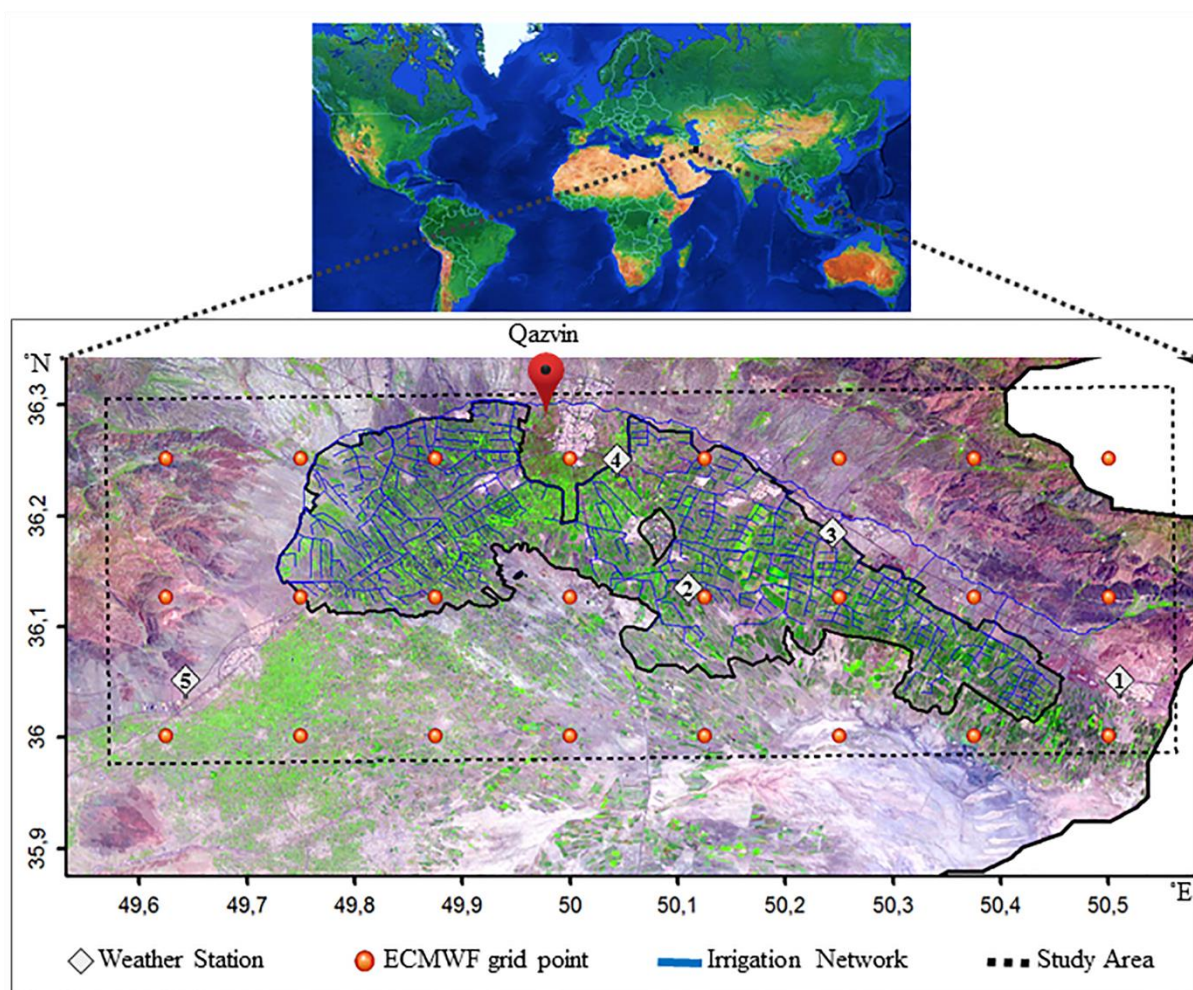 Qazvin
°N
36,3
4
36,2
3
2
36,1
5
1
36
35,9
49,6 49,7 49,8 49,9 50 50,1 50,2 50,3 50,4 50,5 °E
Weather Station ECMWF grid point Irrigation Network Study Area